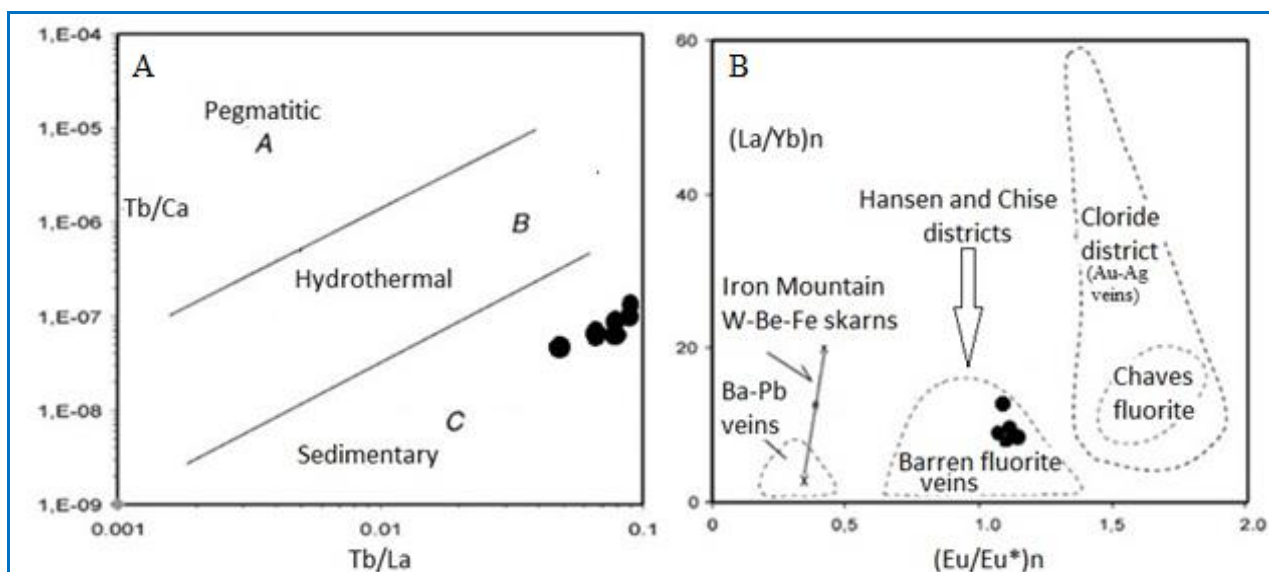 A
1,E-04
1,E-05
1,E-06
1,E-07
1,E-08
1,E-09
Tb/Ca
Pegmatitic
A
B
Hydrothermal
C
Sedimentary
0.001
0.01
0.1
Tb/La
B
60
40
20
0
(La/Yb)n
Hansen and Chise
districts
Cloride
district
(Au-Ag
veins)
Iron Mountain
W-Be-Fe skarns
Ba-Pb
veins
Chaves
fluorite
Barren fluorite
veins
0
0,5
1.0
1,5
2.0
(Eu/Eu*)n